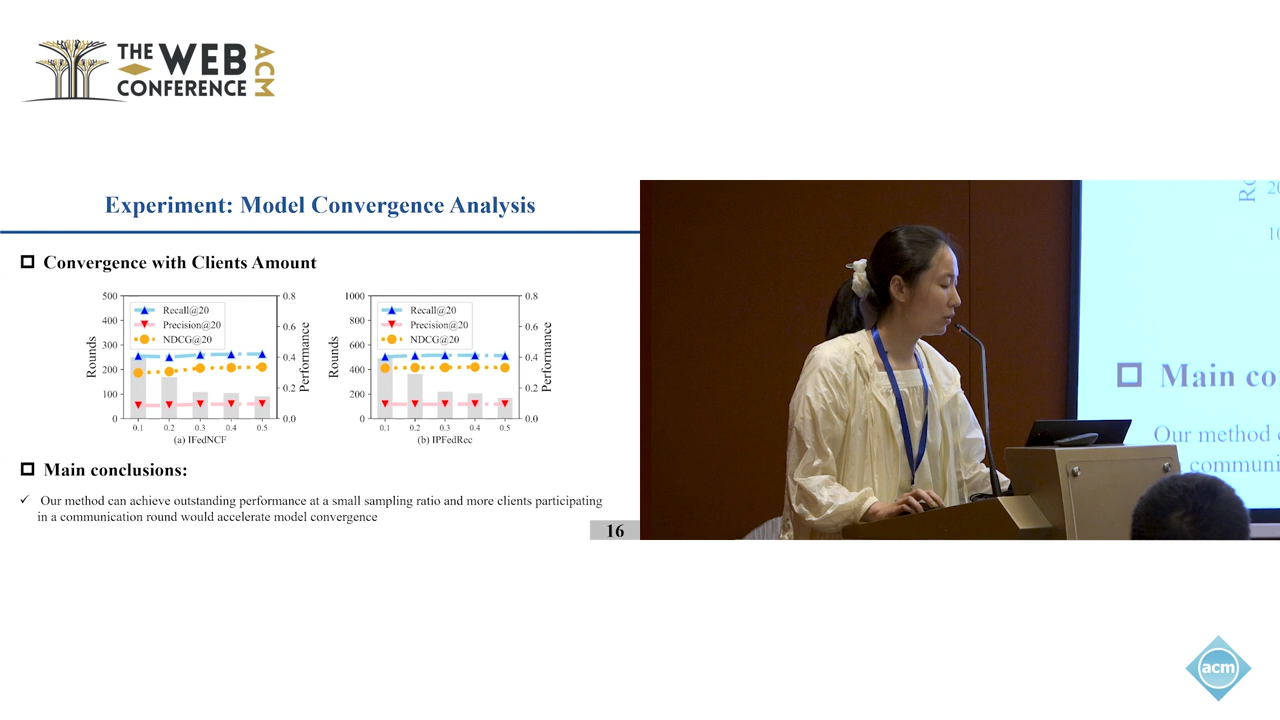 THE WEB
CONFERENCE
ACM
Experiment: Model Convergence Analysis
Convergence with Clients Amount
500
400
300
200
100
0
Rounds
Recall@20
Precision@20
NDCG@20
0.8
0.6
0.4
0.2
0.0
Performance
0.1 0.2 0.3 0.4 0.5
(a) IFedNCF
1000
800
600
400
200
0
Rounds
Recall@20
Precision@20
NDCG@20
0.8
0.6
0.4
0.2
0.0
Performance
0.1 0.2 0.3 0.4 0.5
(b) IPFedRec
Main conclusions:
✓ Our method can achieve outstanding performance at a small sampling ratio and more clients participating
in a communication round would accelerate model convergence
16
Main co
Our method
communi
acm